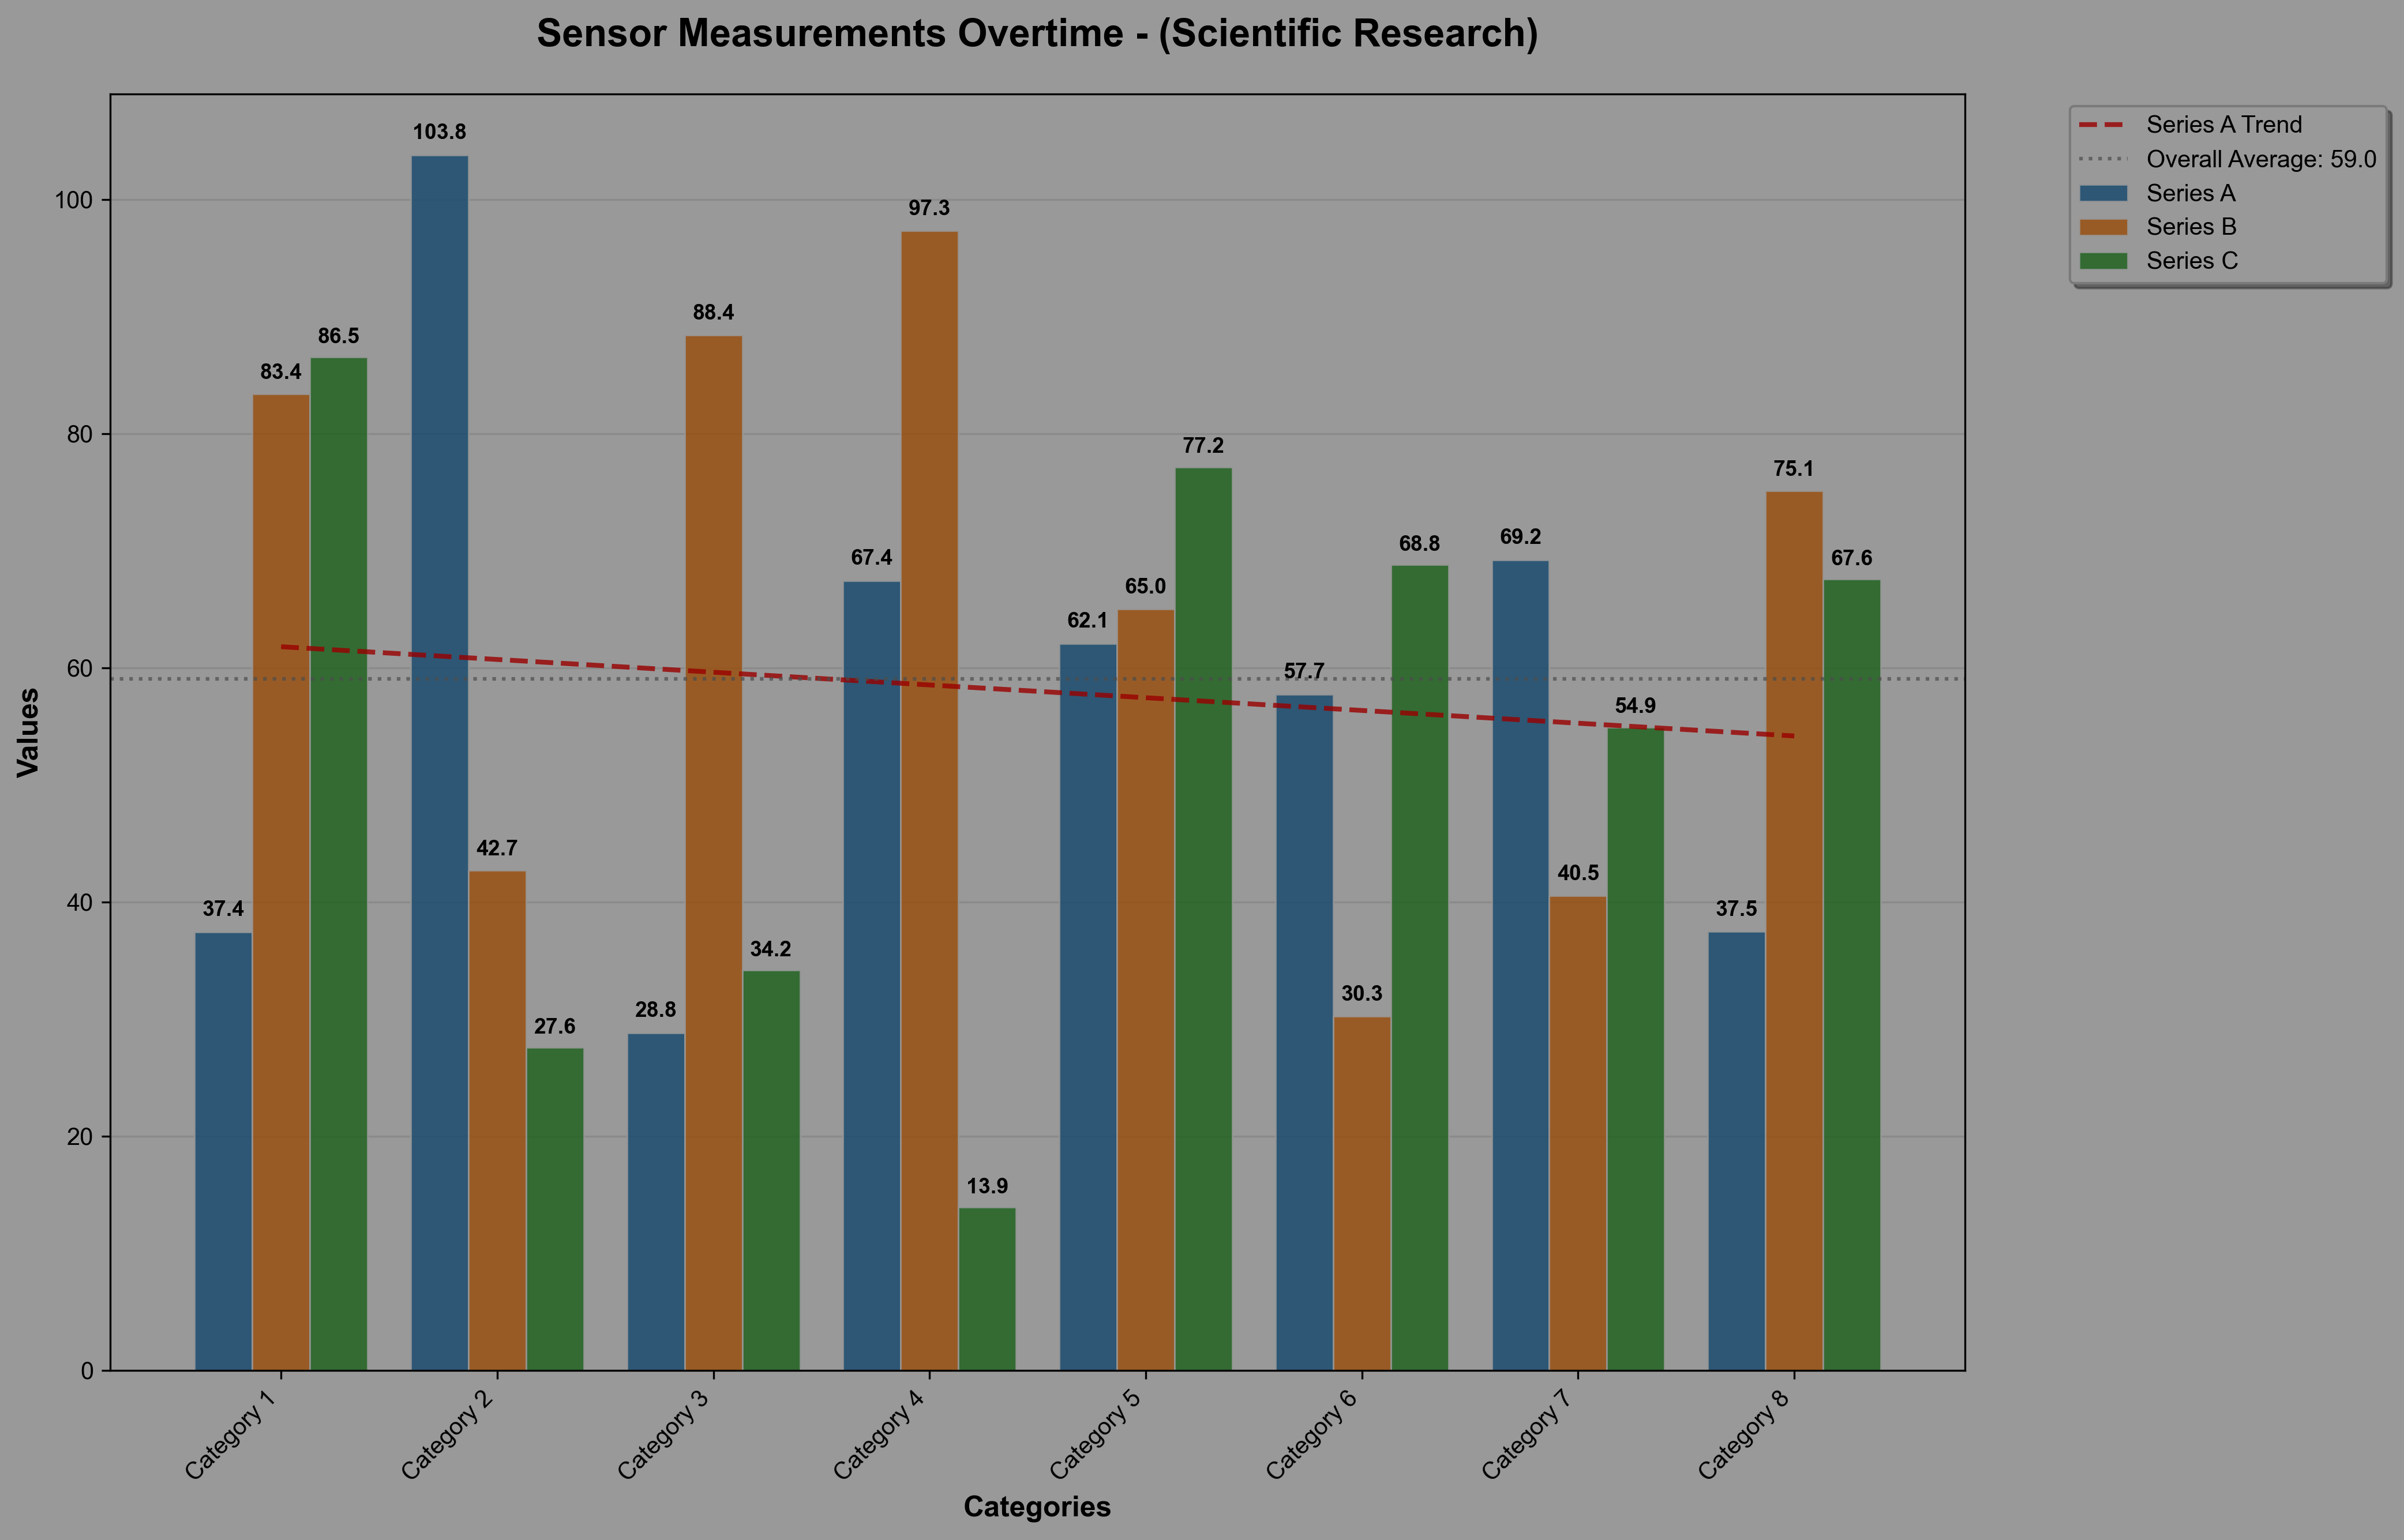 Sensor Measurements Overtime - (Scientific Research)
Series A Trend
Overall Average: 59.0
Series A
Series B
Series C
Values
100
80
60
40
20
0
37.4
83.4
86.5
103.8
42.7
27.6
28.8
88.4
34.2
67.4
97.3
13.9
62.1
65.0
77.2
57.7
30.3
68.8
69.2
40.5
54.9
37.5
75.1
67.6
Category 1
Category 2
Category 3
Category 4
Category 5
Category 6
Category 7
Category 8
Categories